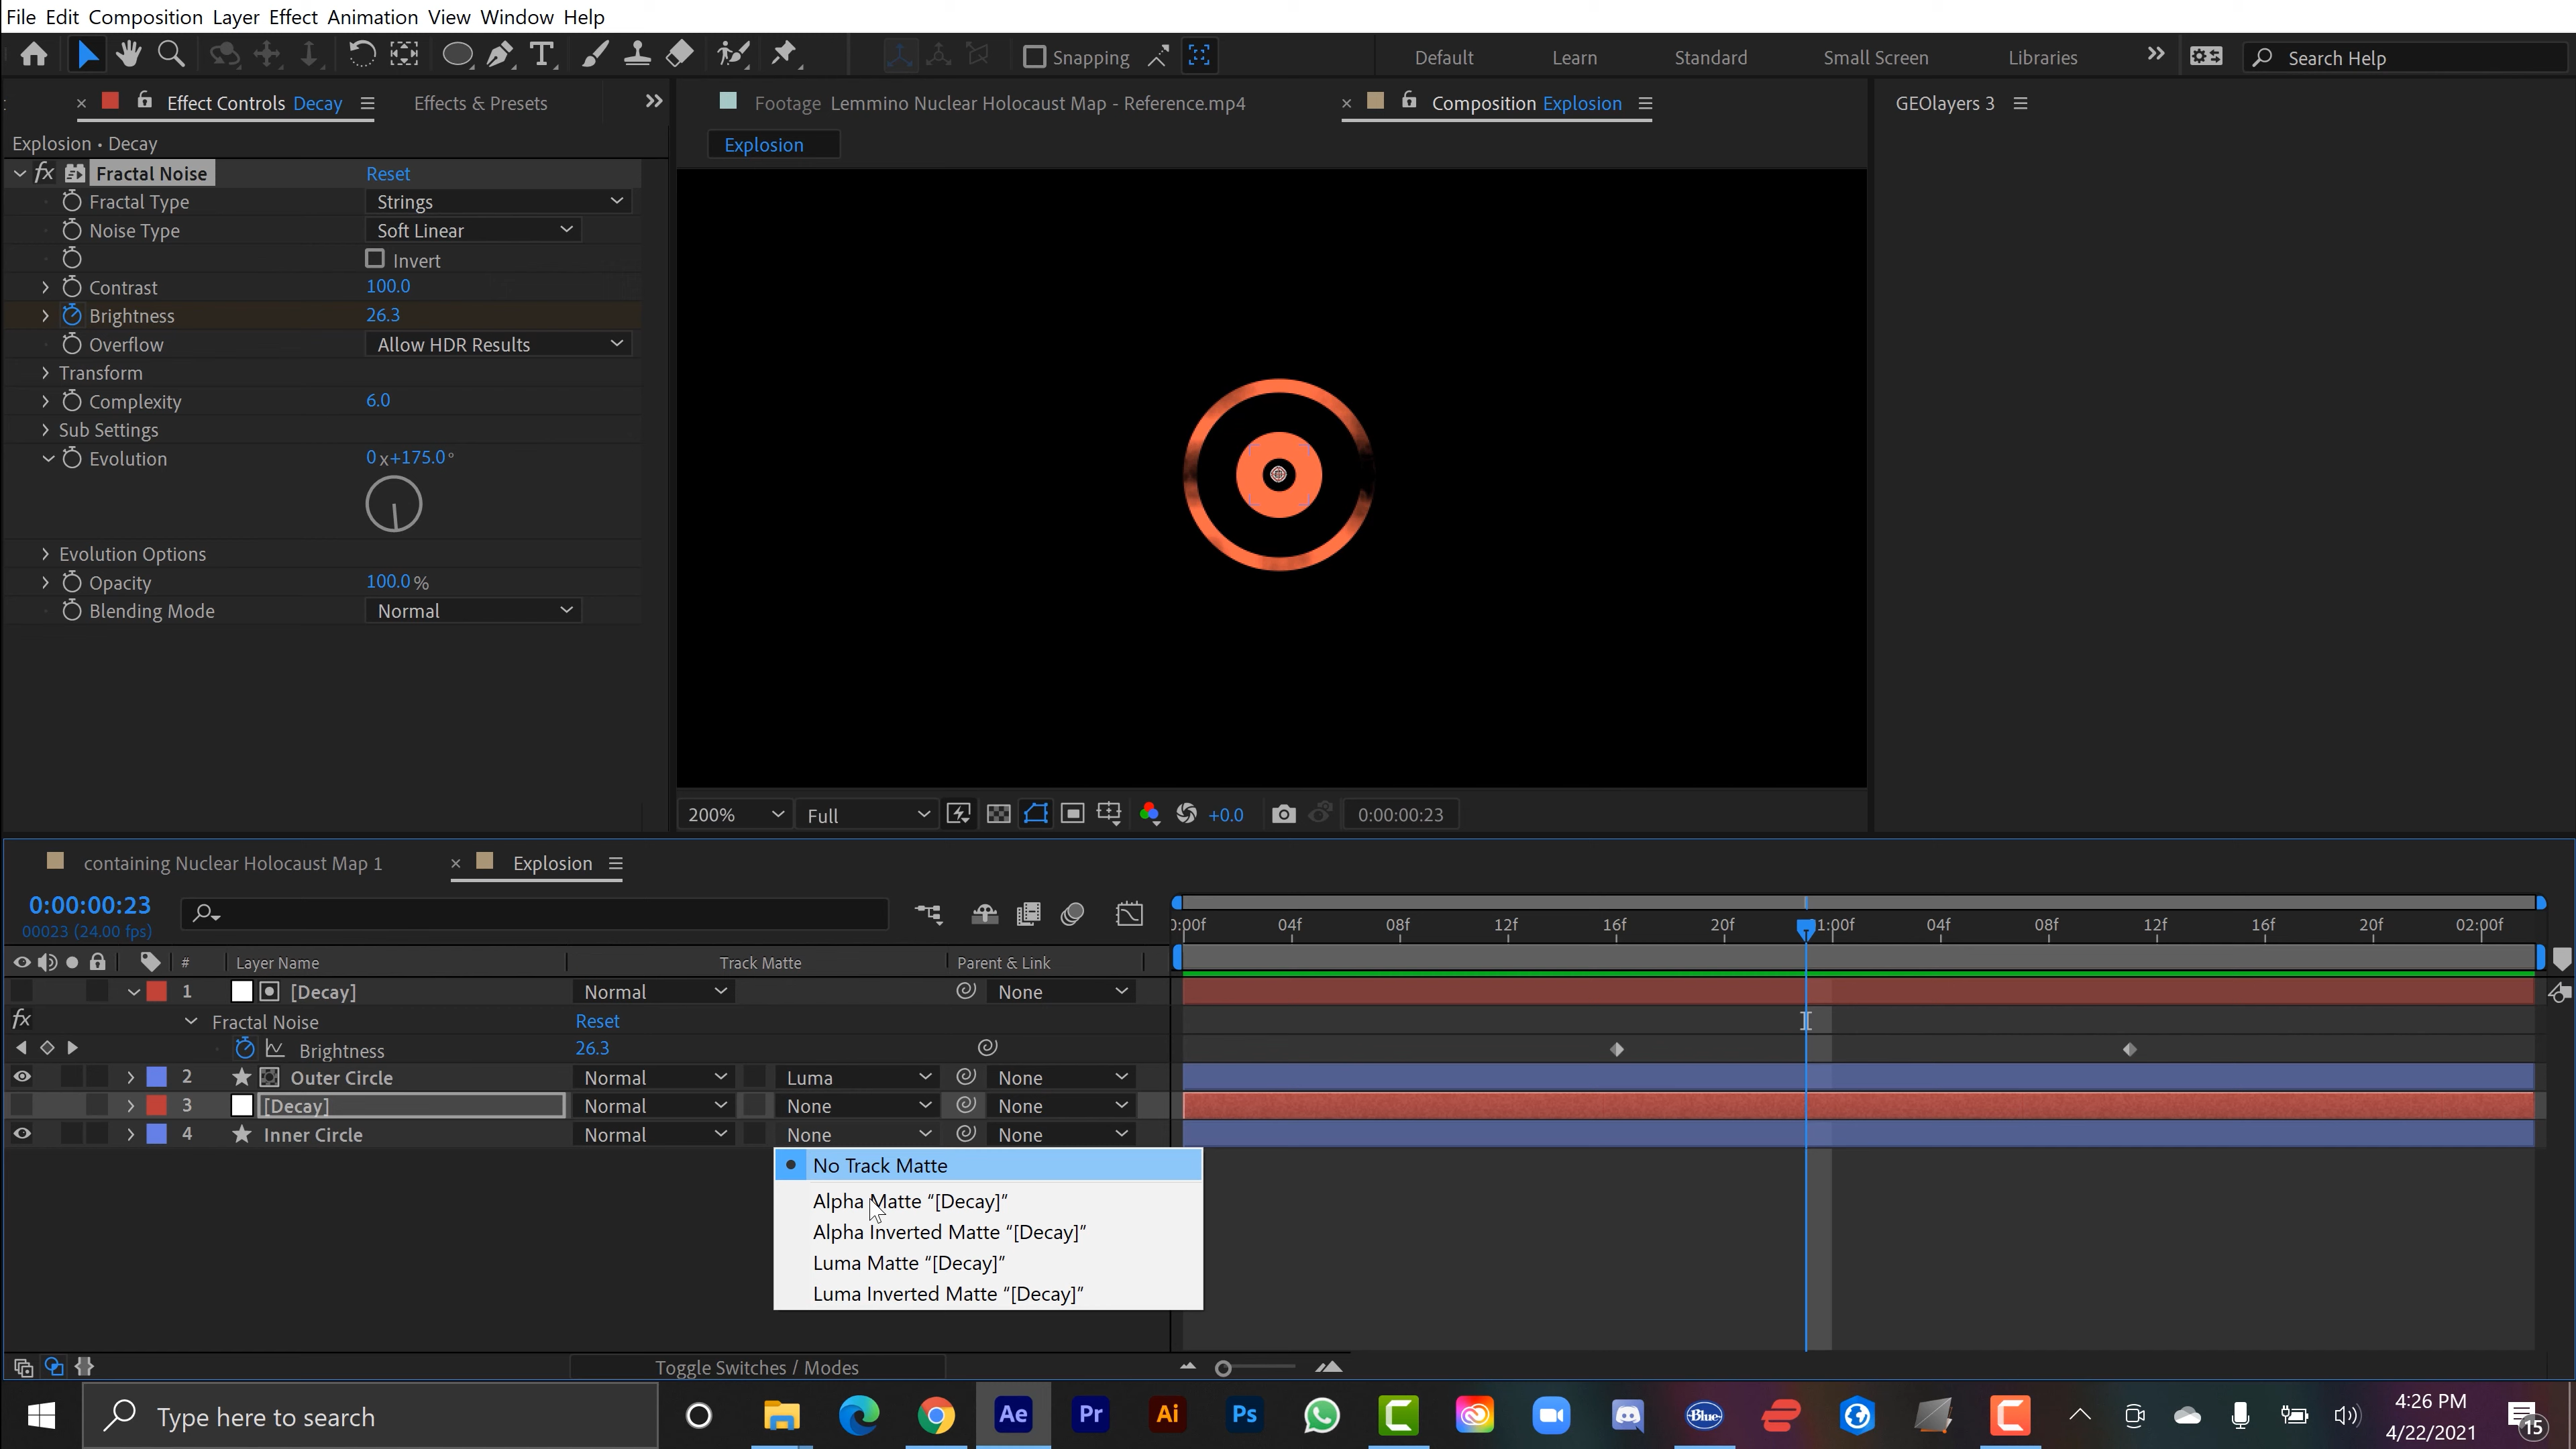 File Edit Composition Layer Effect Animation View Window Help
Snapping Default Learn Standard Small Screen Libraries Search Help
Effect Controls Decay Effects & Presets Footage Lemmino Nuclear Holocaust Map - Reference.mp4 Composition Explosion GEOlayers 3
Explosion • Decay Explosion
fx Fractal Noise Reset
Fractal Type Strings
Noise Type Soft Linear
Invert
Contrast 100.0
Brightness 26.3
Overflow Allow HDR Results
Transform
Complexity 6.0
Sub Settings
Evolution 0x+175.0°
Evolution Options
Opacity 100.0%
Blending Mode Normal
200% Full +0.0 0:00:00:23
containing Nuclear Holocaust Map 1 Explosion
0:00:00:23
00023 (24.00 fps)
0:00f 04f 08f 12f 16f 20f 01:00f 04f 08f 12f 16f 20f 02:00f
# Layer Name Track Matte Parent & Link
1 [Decay] Normal None
fx Fractal Noise Reset
Brightness 26.3
2 Outer Circle Normal Luma None
3 [Decay] Normal None None
4 Inner Circle Normal None None
No Track Matte
Alpha Matte “[Decay]”
Alpha Inverted Matte “[Decay]”
Luma Matte “[Decay]”
Luma Inverted Matte “[Decay]”
Toggle Switches / Modes
Type here to search Ae Pr Ai Ps Blue 4:26 PM
4/22/2021 15